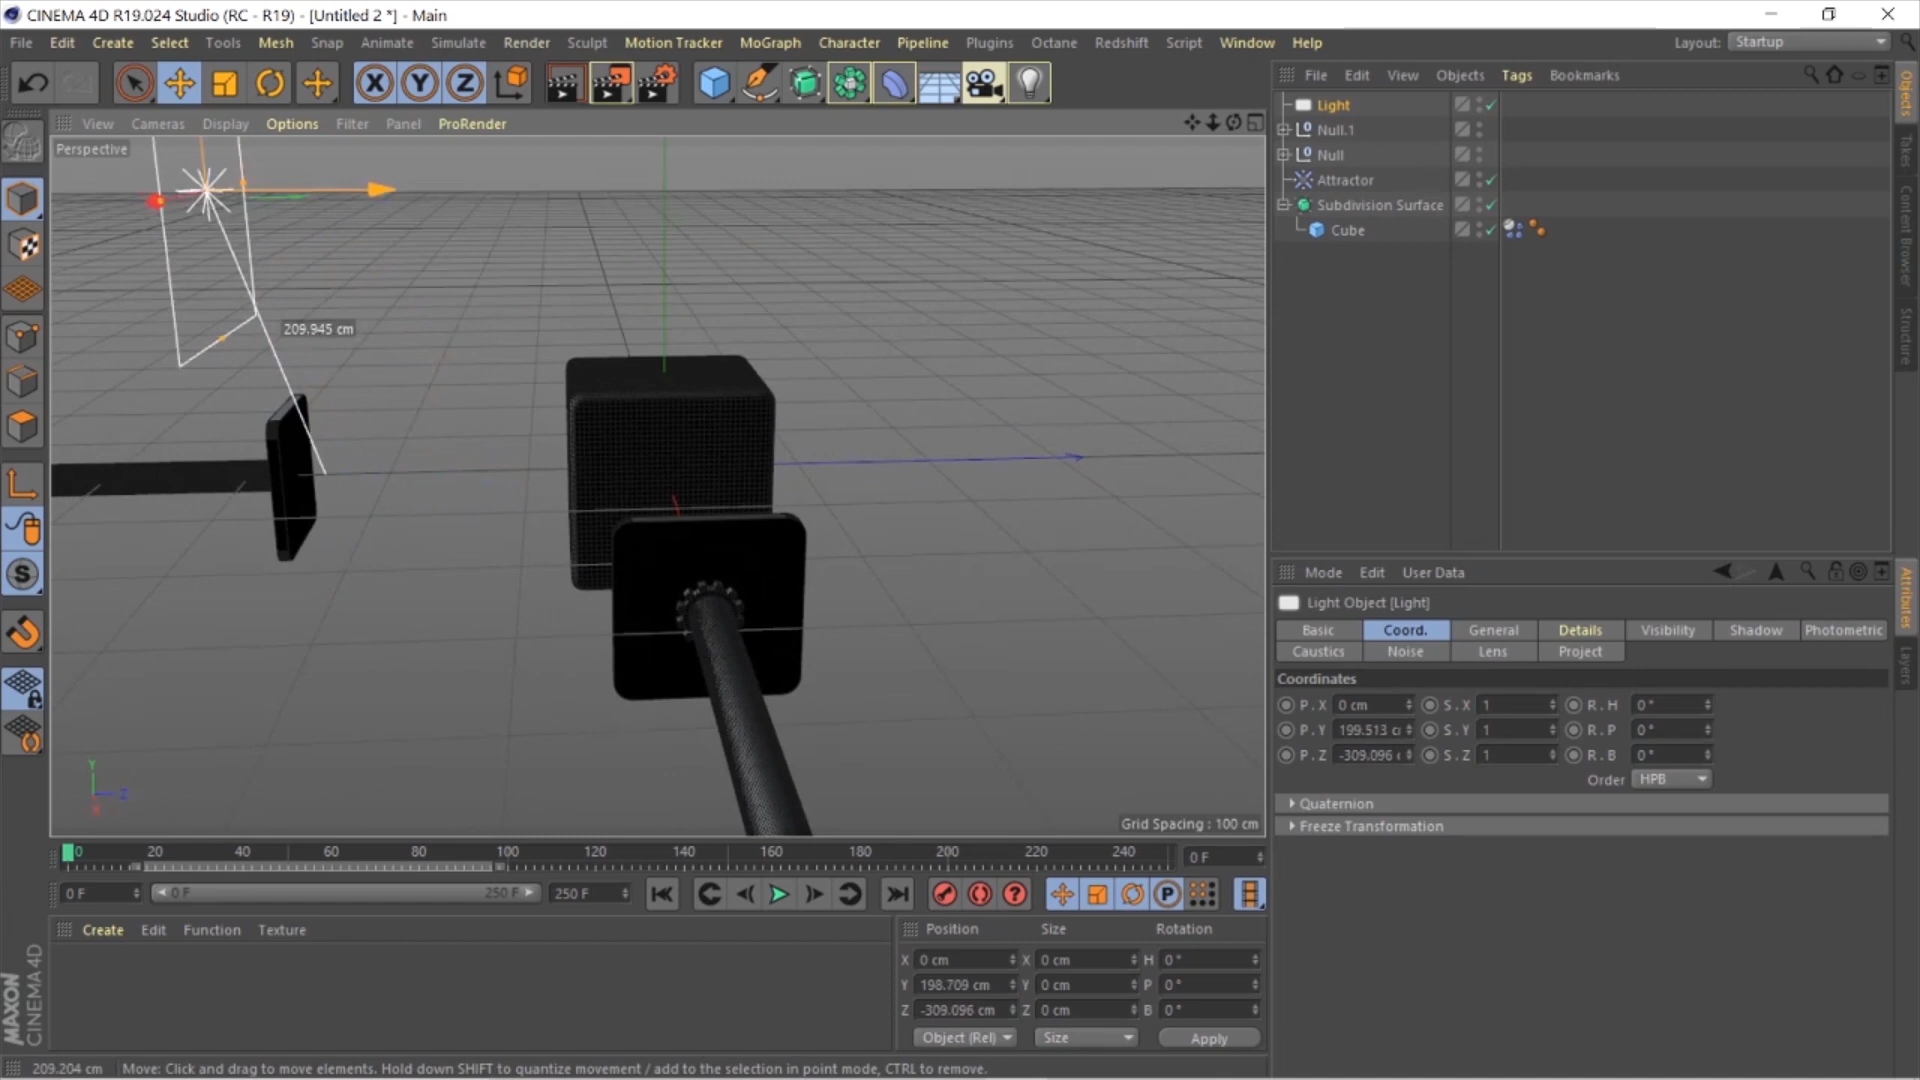 CINEMA 4D R19.024 Studio (RC - R19) - [Untitled 2 *] - Main
File Edit Create Select Tools Mesh Snap Animate Simulate Render Sculpt Motion Tracker MoGraph Character Pipeline Plugins Octane Redshift Script Window Help Layout: Startup
X Y Z
File Edit View Objects Tags Bookmarks
View Cameras Display Options Filter Panel ProRender
Perspective
209.945 cm
Y
Z
X
Grid Spacing : 100 cm
Light
Null.1
Null
Attractor
Subdivision Surface
Cube
Objects
Takes
Content Browser
Structure
Mode Edit User Data
Light Object [Light]
Basic Coord. General Details Visibility Shadow Photometric
Caustics Noise Lens Project
Coordinates
P . X 0 cm S . X 1 R . H 0 °
P . Y 199.513 S . Y 1 R . P 0 °
P . Z -309.096 S . Z 1 R . B 0 °
Order HPB
Quaternion
Freeze Transformation
Attributes
Layers
0 20 40 60 80 100 120 140 160 180 200 220 240 0 F
0 F 0 F 250 F 250 F P
Create Edit Function Texture
Position Size Rotation
X 0 cm X 0 cm H 0 °
Y 198.709 cm Y 0 cm P 0 °
Z -309.096 cm Z 0 cm B 0 °
Object (Rel) Size Apply
MAXON
CINEMA 4D
209.204 cm Move: Click and drag to move elements. Hold down SHIFT to quantize movement / add to the selection in point mode, CTRL to remove.